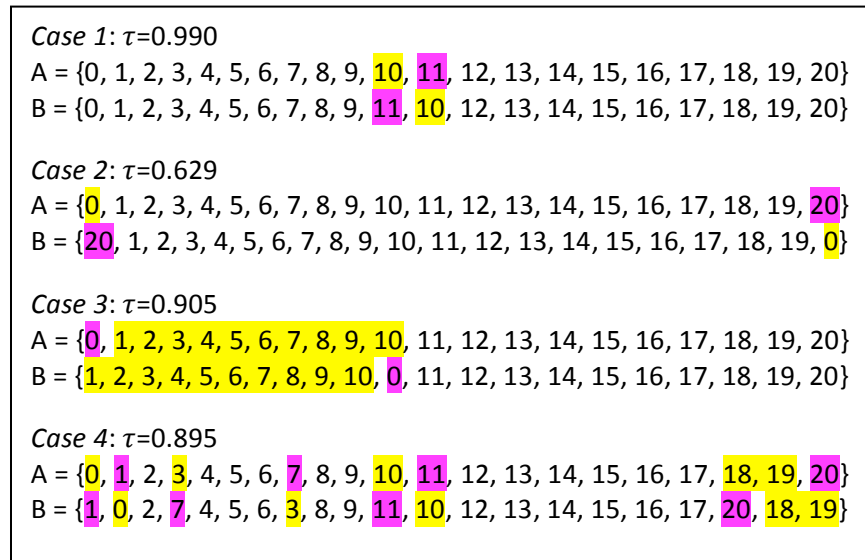 Case 1: τ=0.990
A = {0, 1, 2, 3, 4, 5, 6, 7, 8, 9, 10, 11, 12, 13, 14, 15, 16, 17, 18, 19, 20}
B = {0, 1, 2, 3, 4, 5, 6, 7, 8, 9, 11, 10, 12, 13, 14, 15, 16, 17, 18, 19, 20}
Case 2: τ=0.629
A = {0, 1, 2, 3, 4, 5, 6, 7, 8, 9, 10, 11, 12, 13, 14, 15, 16, 17, 18, 19, 20}
B = {20, 1, 2, 3, 4, 5, 6, 7, 8, 9, 10, 11, 12, 13, 14, 15, 16, 17, 18, 19, 0}
Case 3: τ=0.905
A = {0, 1, 2, 3, 4, 5, 6, 7, 8, 9, 10, 11, 12, 13, 14, 15, 16, 17, 18, 19, 20}
B = {1, 2, 3, 4, 5, 6, 7, 8, 9, 10, 0, 11, 12, 13, 14, 15, 16, 17, 18, 19, 20}
Case 4: τ=0.895
A = {0, 1, 2, 3, 4, 5, 6, 7, 8, 9, 10, 11, 12, 13, 14, 15, 16, 17, 18, 19, 20}
B = {1, 0, 2, 7, 4, 5, 6, 3, 8, 9, 11, 10, 12, 13, 14, 15, 16, 17, 20, 18, 19}